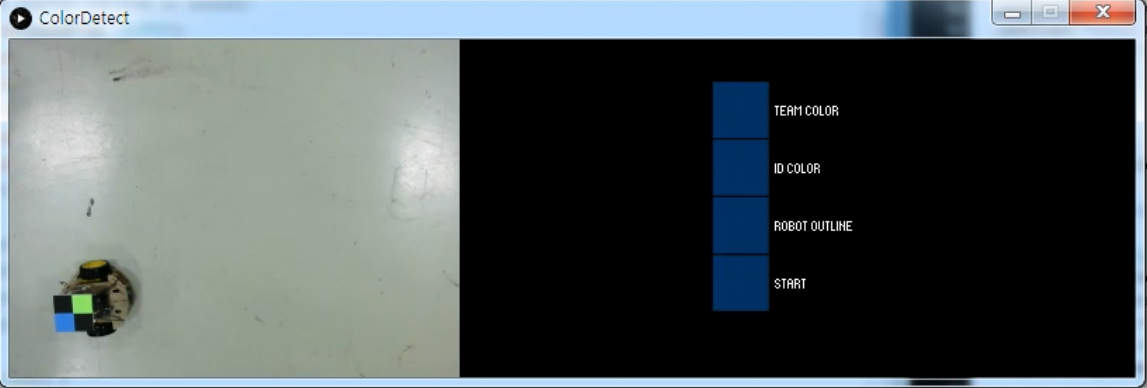 ColorDetect
TEAM COLOR
ID COLOR
ROBOT OUTLINE
START